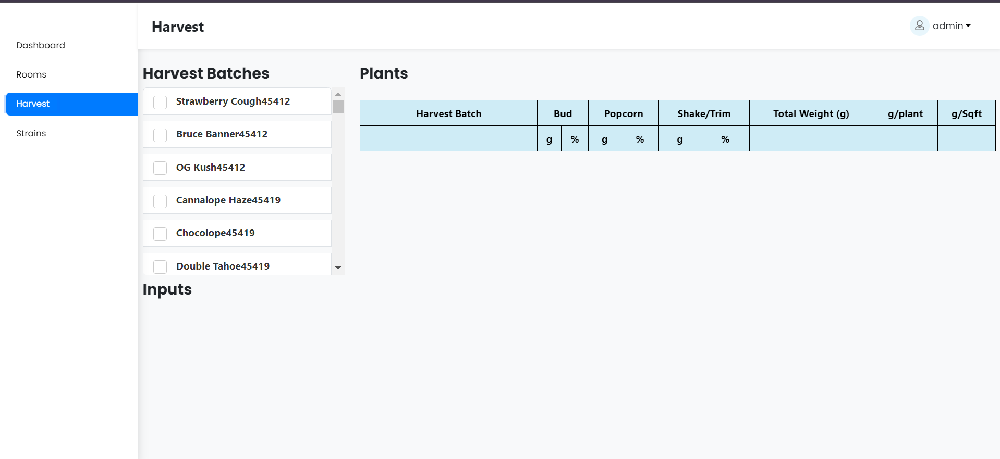 Harvest
admin
Dashboard
Rooms
Harvest
Strains
Harvest Batches
Strawberry Cough45412
Bruce Banner45412
OG Kush45412
Cannalope Haze45419
Chocolope45419
Double Tahoe45419
Inputs
Plants
Harvest Batch Bud Popcorn Shake/Trim Total Weight (g) g/plant g/Sqft
g % g % g %